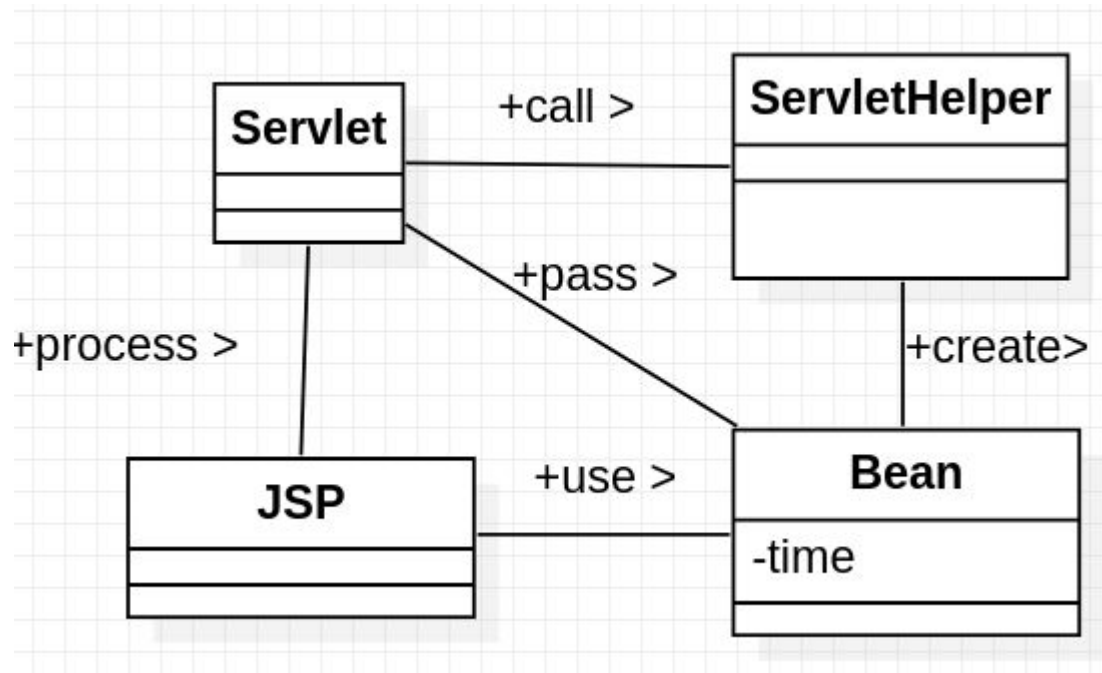 Servlet
+call >
ServletHelper
+pass >
+process >
+create>
JSP
+use >
Bean
-time